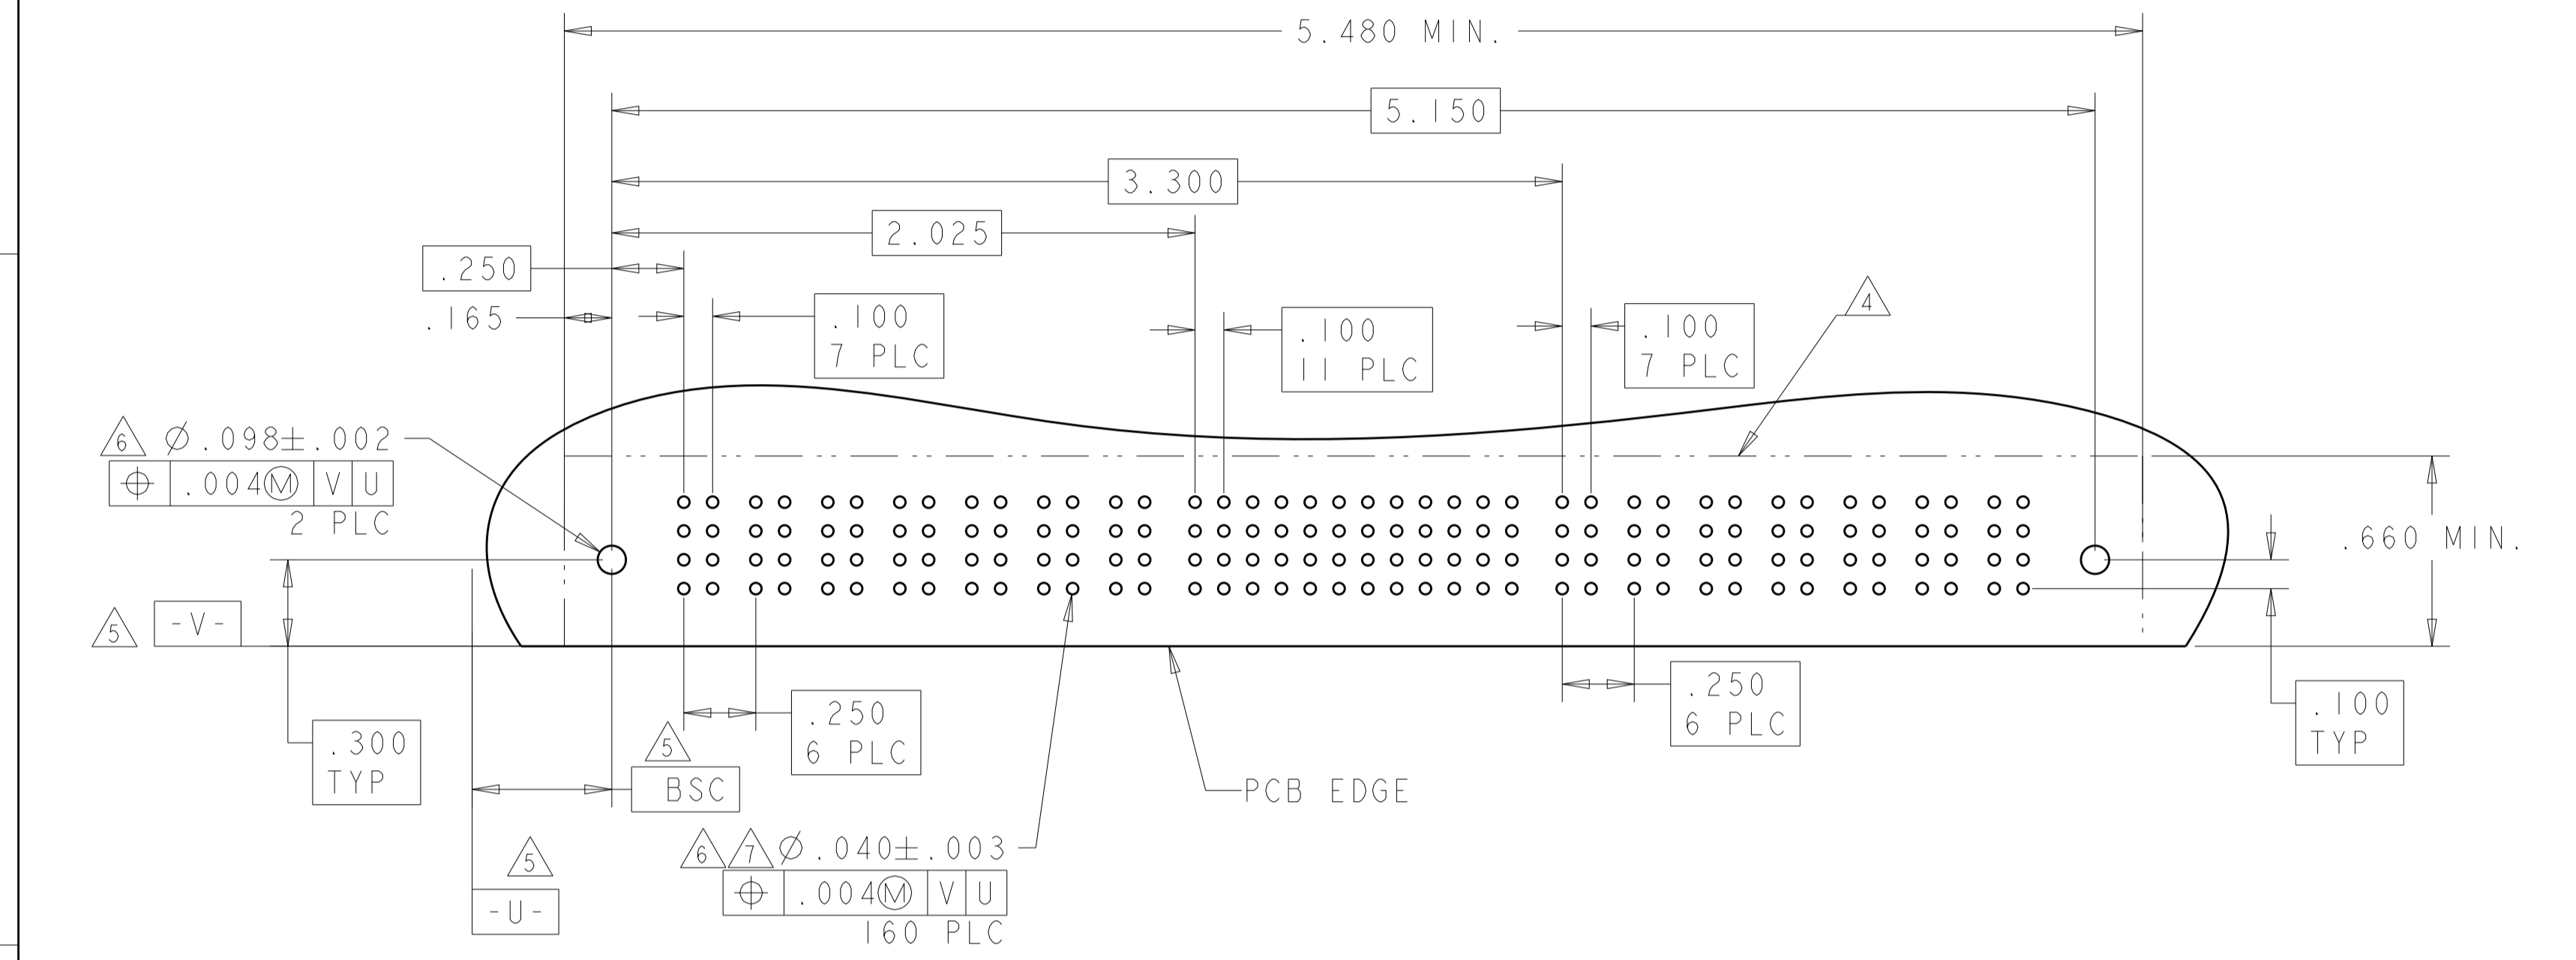 5.480 MIN.
5.150
3.300
2.025
.250
.165
.100
7 PLC
.100
11 PLC
.100
7 PLC
4
6 Ø.098±.002
⌖ .004Ⓜ V U
2 PLC
.660 MIN.
5 -V-
.300
TYP
.250
6 PLC
.250
6 PLC
.100
TYP
5
BSC
PCB EDGE
5
-U-
6 7 Ø.040±.003
⌖ .004Ⓜ V U
160 PLC